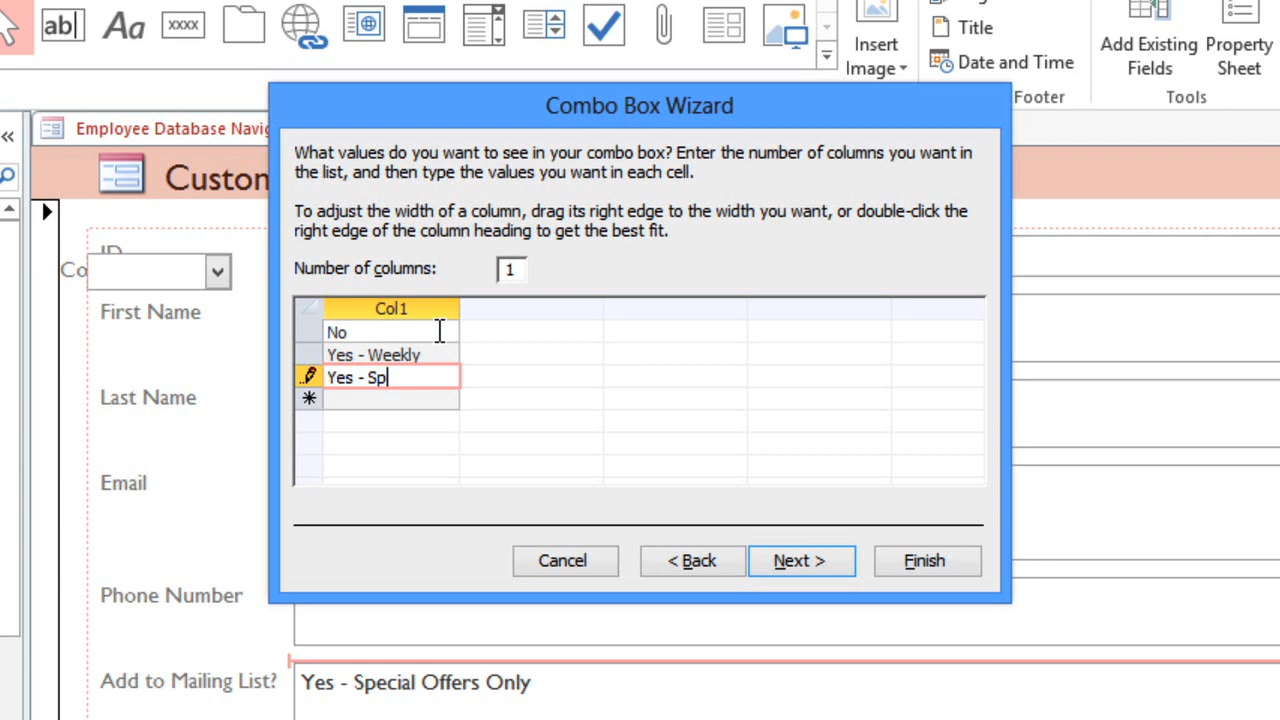 ab
Aa
xxxx
Insert
Image
Title
Date and Time
Add Existing
Fields
Property
Sheet
Footer
Tools
Employee Database Navig
Custom
Combo Box Wizard
What values do you want to see in your combo box? Enter the number of columns you want in
the list, and then type the values you want in each cell.
To adjust the width of a column, drag its right edge to the width you want, or double-click the
right edge of the column heading to get the best fit.
Number of columns: 1
Col1
No
Yes - Weekly
Yes - Sp
ID
Co
First Name
Last Name
Email
Phone Number
Cancel
< Back
Next >
Finish
Add to Mailing List?
Yes - Special Offers Only